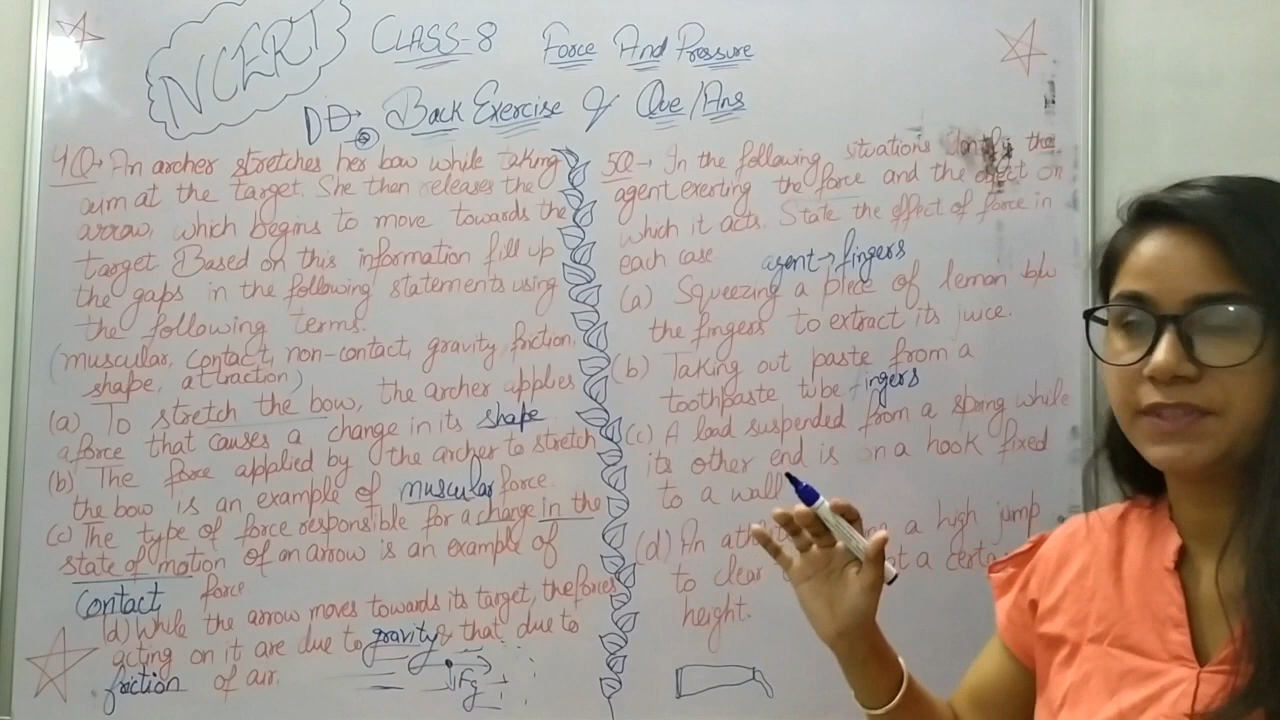 NCERT
CLASS-8 Force And Pressure
Back Exercise of Que/Ans
4Q→ An archer stretches her bow while taking
aim at the target. She then releases the
arrow, which begins to move towards the
target. Based on this information fill up
the gaps in the following statements using
the following terms.
(muscular, contact, non-contact, gravity, friction,
shape, attraction)
(a) To stretch the bow, the archer applies
a force that causes a change in its shape
(b) The force applied by the archer to stretch
the bow is an example of muscular force.
(c) The type of force responsible for a change in the
state of motion of an arrow is an example of
Contact force
(d) While the arrow moves towards its target, the forces
acting on it are due to gravity & that due to
friction of air.
Fg
5Q→ In the following situations the
agent exerting the force and the on
which it acts. State the effect of force in
each case agent→fingers
(a) Squeezing a piece of lemon b/w
the fingers to extract its juice.
(b) Taking out paste from a
toothpaste tube fingers
(c) A load suspended from a spring while
its other end is on a hook fixed
to a wall
(d) An a high jump
to clear at a
height.